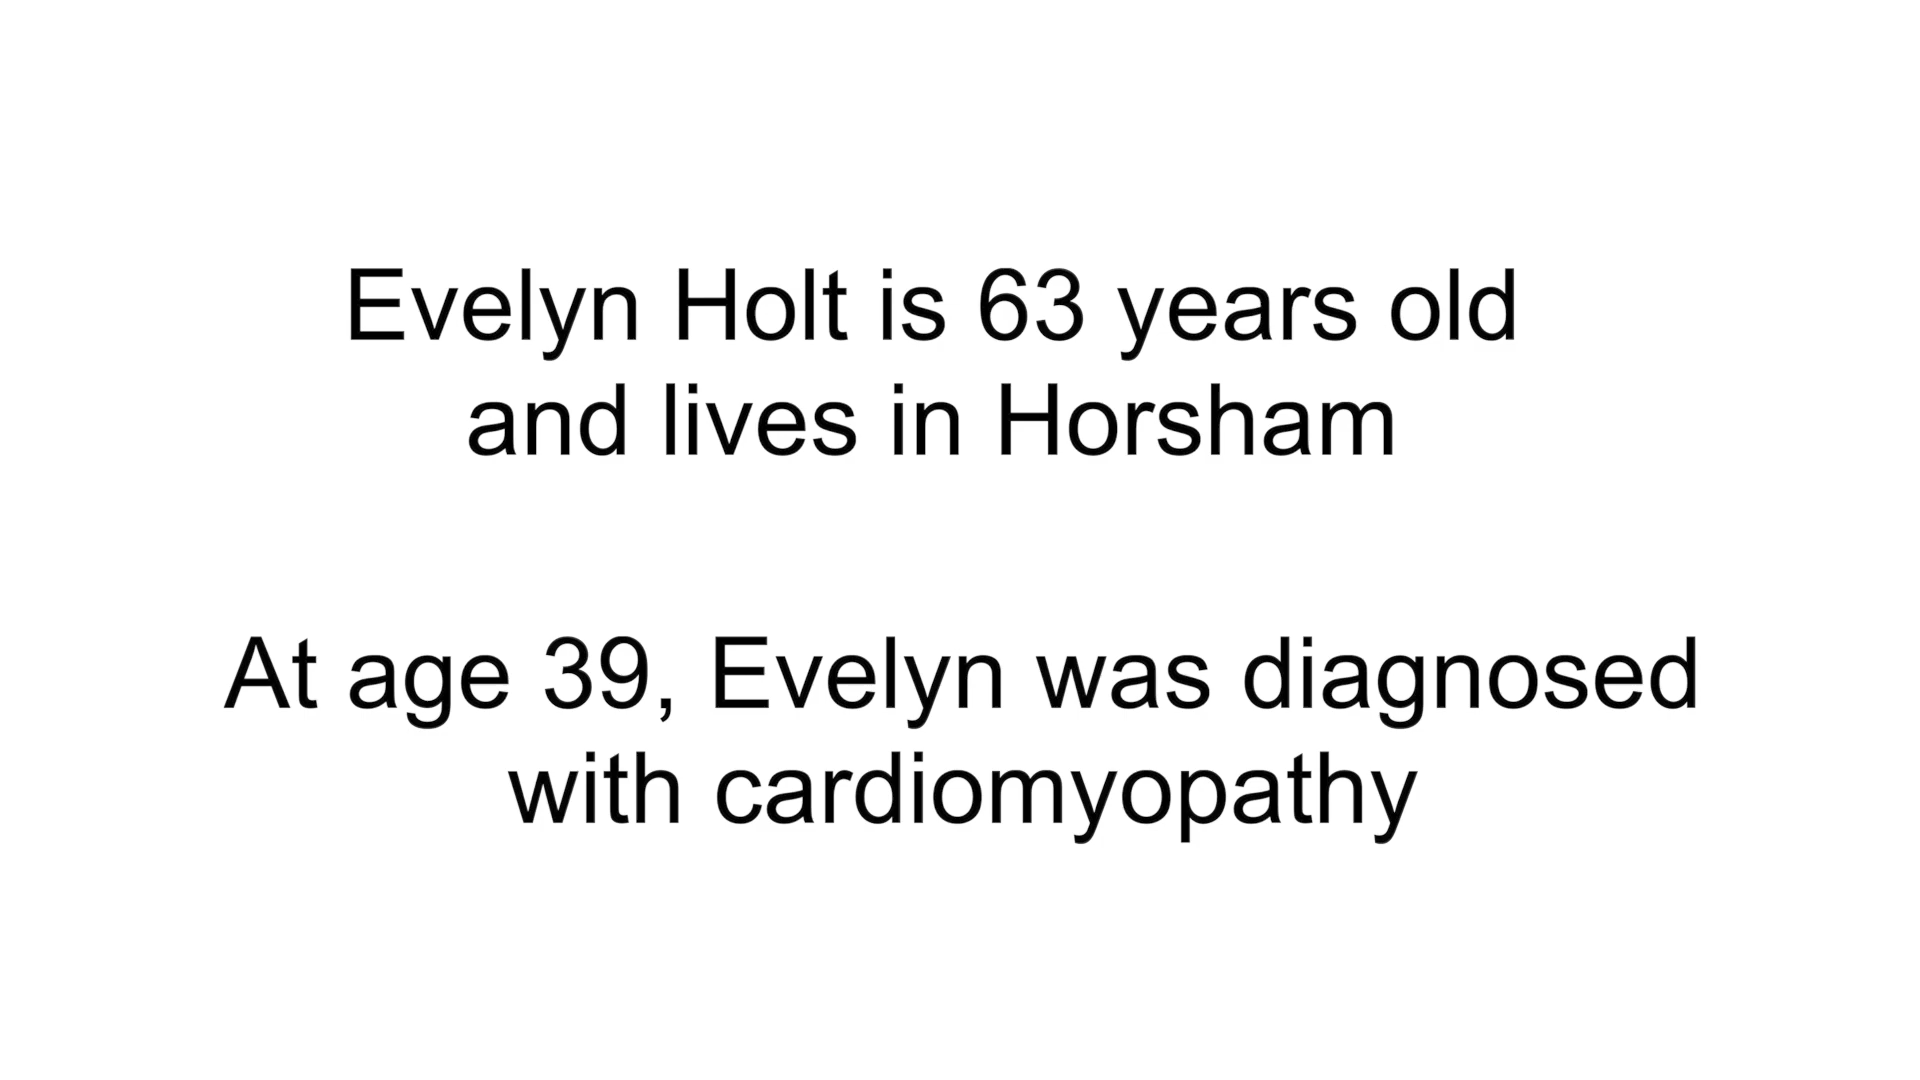 Evelyn Holt is 63 years old
and lives in Horsham
At age 39, Evelyn was diagnosed
with cardiomyopathy